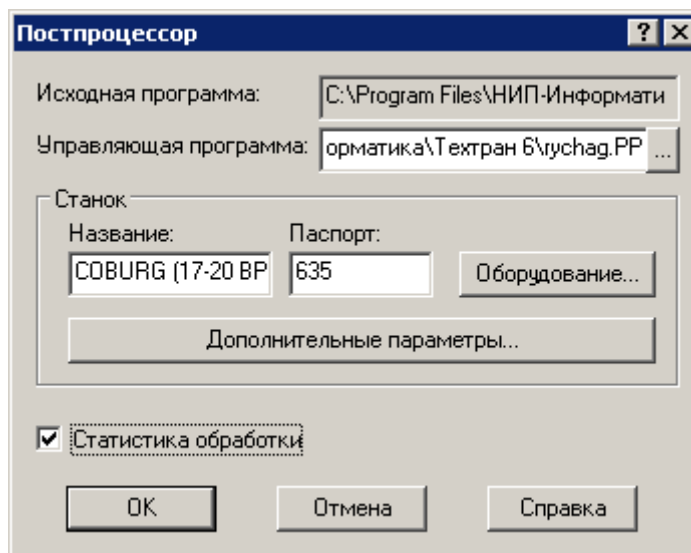 Постпроцессор
Исходная программа: C:\Program Files\НИП-Информати
Управляющая программа: орматика\Техтран 6\rychag.PP ...
Станок
Название: Паспорт:
COBURG (17-20 BP 635 Оборудование...
Дополнительные параметры...
Статистика обработки
OK Отмена Справка